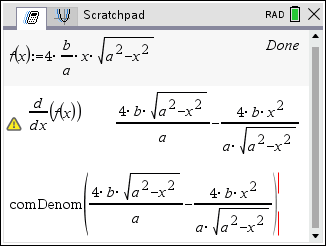 Scratchpad RAD
f(x):=4·b/a·x·√(a²−x²) Done
d/dx(f(x)) 4·b·√(a²−x²)/a − 4·b·x²/(a·√(a²−x²))
comDenom(4·b·√(a²−x²)/a − 4·b·x²/(a·√(a²−x²)))